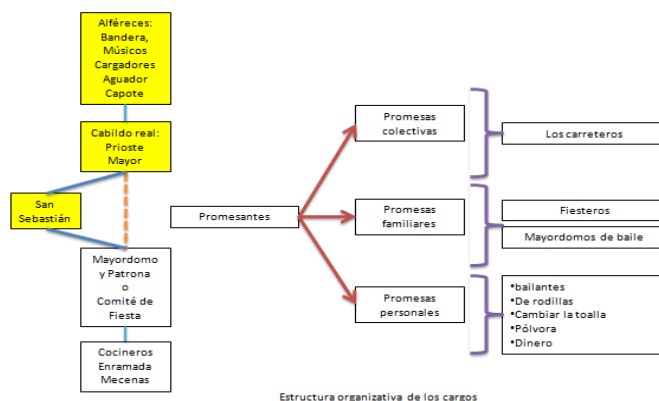 Alféreces:
Bandera,
Músicos
Cargadores
Aguador
Capote
Cabildo real:
Prioste
Mayor
San
Sebastián
Mayordomo
y Patrona
o
Comité de
Fiesta
Cocineros
Enramada
Mecenas
Promesantes
Promesas
colectivas
Promesas
familiares
Promesas
personales
Los carreteros
Fiesteros
Mayordomos de baile
•bailantes
•De rodillas
•Cambiar la toalla
•Pólvora
•Dinero
Estructura organizativa de los cargos